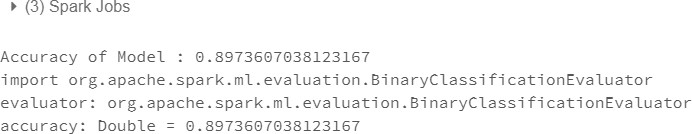 (3) Spark Jobs
Accuracy of Model : 0.8973607038123167
import org.apache.spark.ml.evaluation.BinaryClassificationEvaluator
evaluator: org.apache.spark.ml.evaluation.BinaryClassificationEvaluator
accuracy: Double = 0.8973607038123167